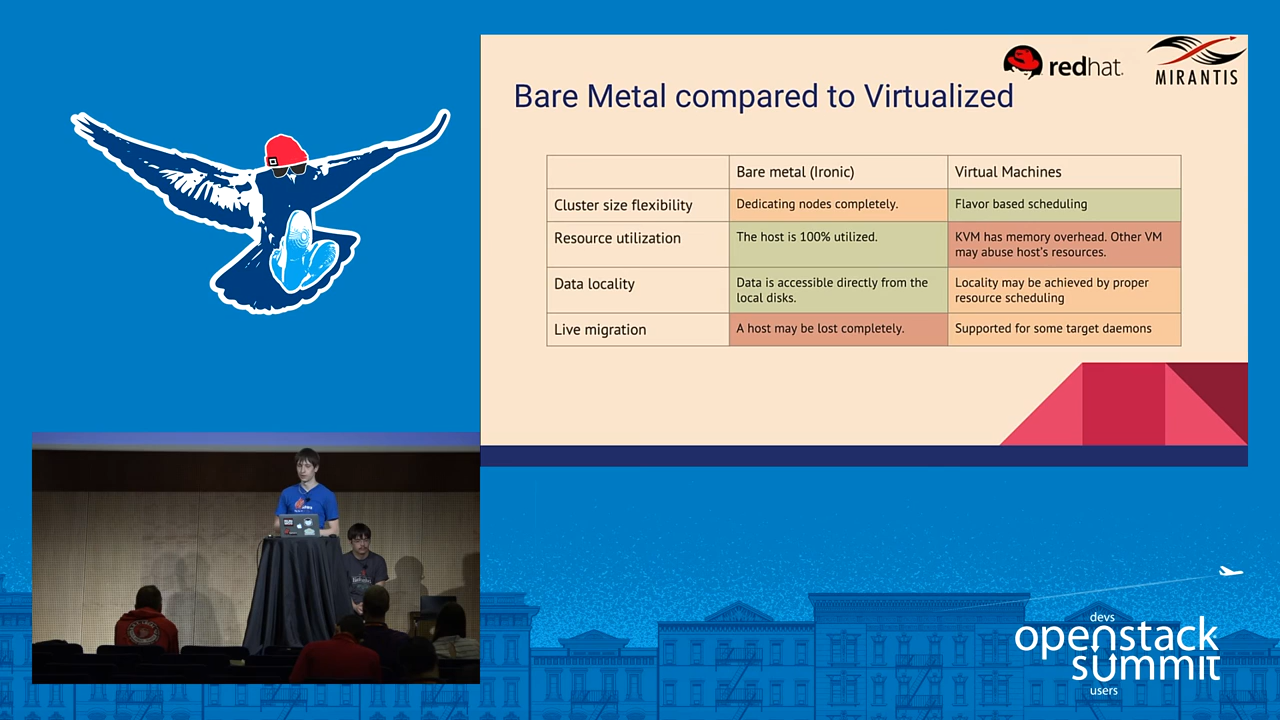 redhat.
MIRANTIS
Bare Metal compared to Virtualized
Bare metal (Ironic)
Virtual Machines
Cluster size flexibility
Dedicating nodes completely.
Flavor based scheduling
Resource utilization
The host is 100% utilized.
KVM has memory overhead. Other VM
may abuse host's resources.
Data locality
Data is accessible directly from the
local disks.
Locality may be achieved by proper
resource scheduling
Live migration
A host may be lost completely.
Supported for some target daemons
devs
openstack
summit
users